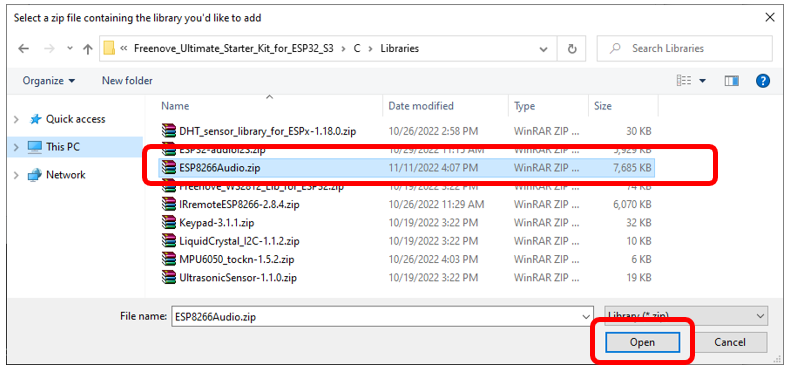 Select a zip file containing the library you'd like to add
« Freenove_Ultimate_Starter_Kit_for_ESP32_S3 › C › Libraries
Search Libraries
Organize New folder
Quick access
This PC
Network
Name Date modified Type Size
DHT_sensor_library_for_ESPx-1.18.0.zip 10/26/2022 2:58 PM WinRAR ZIP ... 30 KB
ESP32-audioI2S.zip 10/29/2022 11:15 AM WinRAR ZIP ... 5,929 KB
ESP8266Audio.zip 11/11/2022 4:07 PM WinRAR ZIP ... 7,685 KB
Freenove_WS2812_Lib_for_ESP32.zip 10/19/2022 3:22 PM WinRAR ZIP ... 74 KB
IRremoteESP8266-2.8.4.zip 10/26/2022 11:29 AM WinRAR ZIP ... 6,070 KB
Keypad-3.1.1.zip 10/19/2022 3:22 PM WinRAR ZIP ... 32 KB
LiquidCrystal_I2C-1.1.2.zip 10/19/2022 3:22 PM WinRAR ZIP ... 10 KB
MPU6050_tockn-1.5.2.zip 10/26/2022 4:03 PM WinRAR ZIP ... 6 KB
UltrasonicSensor-1.1.0.zip 10/19/2022 3:22 PM WinRAR ZIP ... 19 KB
File name: ESP8266Audio.zip Library (*.zip)
Open Cancel